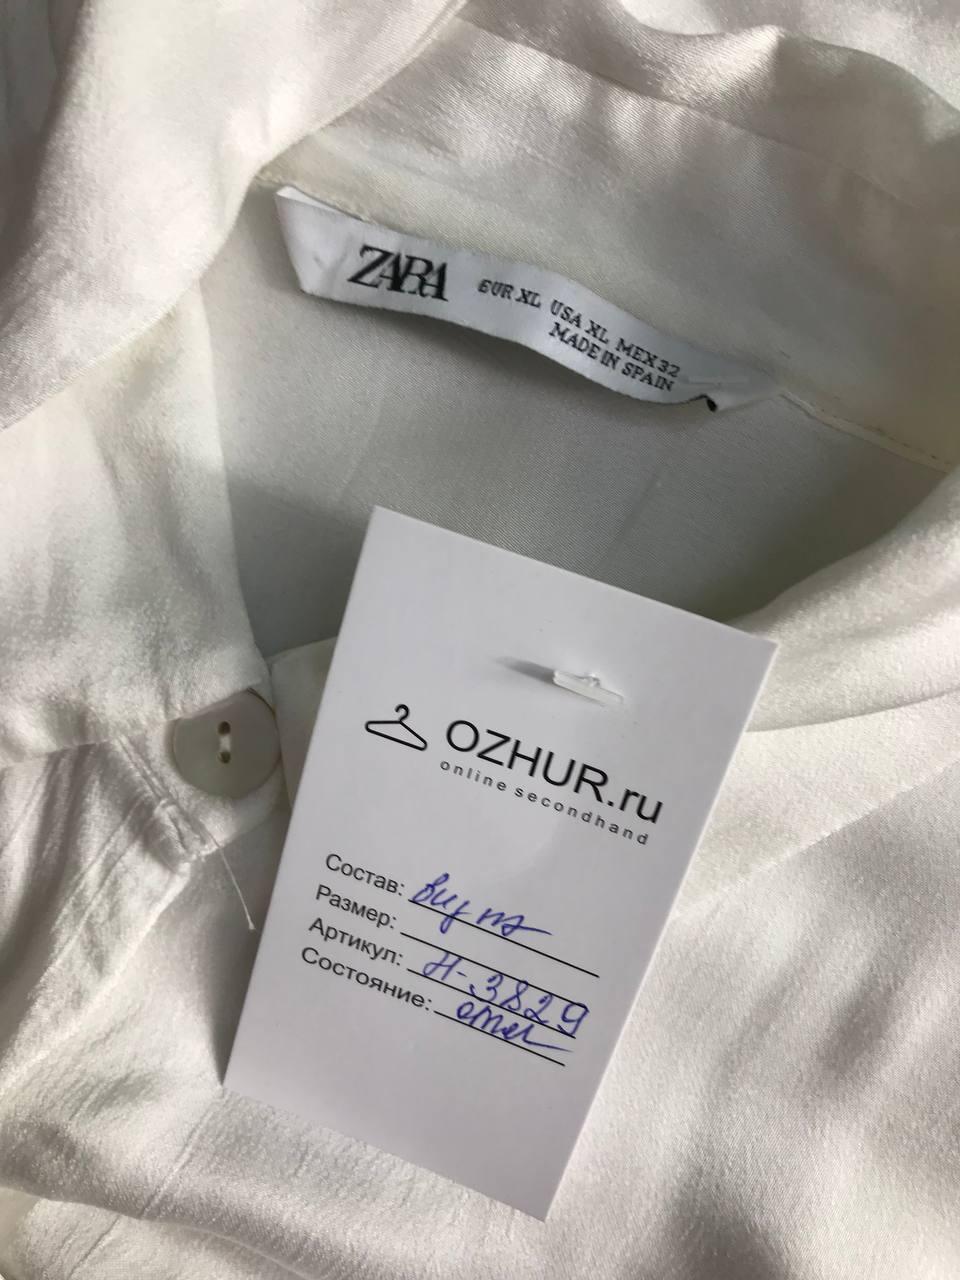 ZARA
EUR XL USA XL MEX 32
MADE IN SPAIN
OZHUR.ru
online secondhand
Состав:
Размер:
Артикул: Н-3829
Состояние: отл